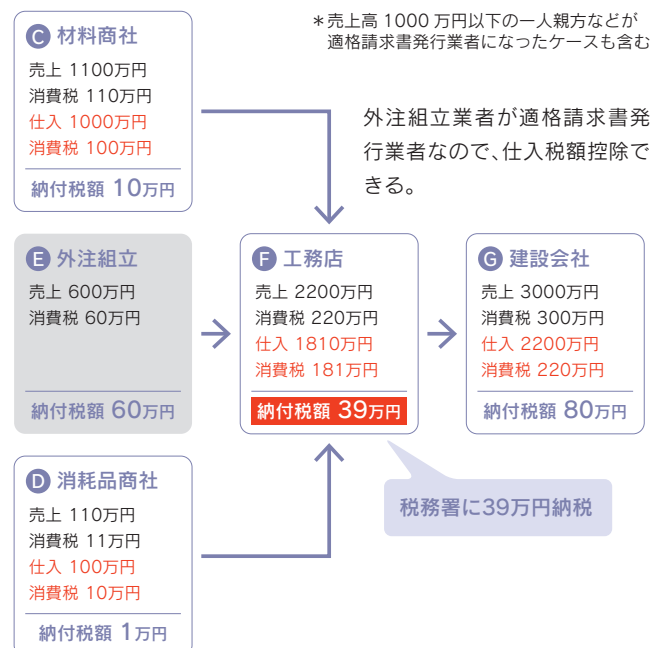 C 材料商社
売上 1100万円
消費税 110万円
仕入 1000万円
消費税 100万円
納付税額 10万円
＊売上高 1000 万円以下の一人親方などが
適格請求書発行業者になったケースも含む
外注組立業者が適格請求書発
行業者なので、仕入税額控除で
きる。
E 外注組立
売上 600万円
消費税 60万円
納付税額 60万円
F 工務店
売上 2200万円
消費税 220万円
仕入 1810万円
消費税 181万円
納付税額 39万円
G 建設会社
売上 3000万円
消費税 300万円
仕入 2200万円
消費税 220万円
納付税額 80万円
税務署に39万円納税
D 消耗品商社
売上 110万円
消費税 11万円
仕入 100万円
消費税 10万円
納付税額 1万円